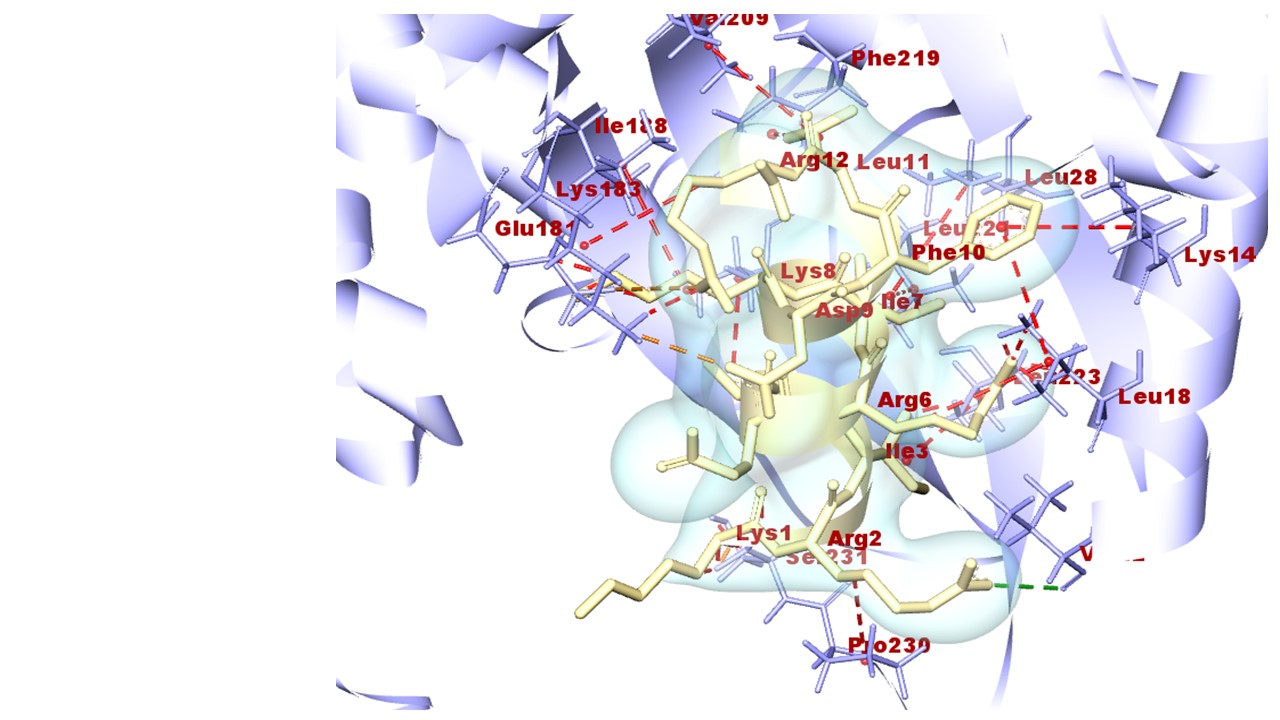 Val209
Phe219
Ile188
Arg12
Leu11
Leu28
Lys183
Glu181
Phe10
Lys14
Lys8
Asp9
Ile7
Leu18
Arg6
Ile3
Lys1
Arg2
Ser231
Pro230